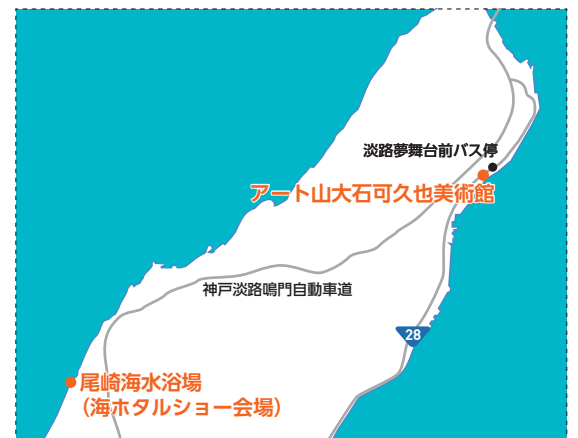 淡路夢舞台前バス停
アート山大石可久也美術館
神戸淡路鳴門自動車道
28
尾崎海水浴場
(海ホタルショー会場)